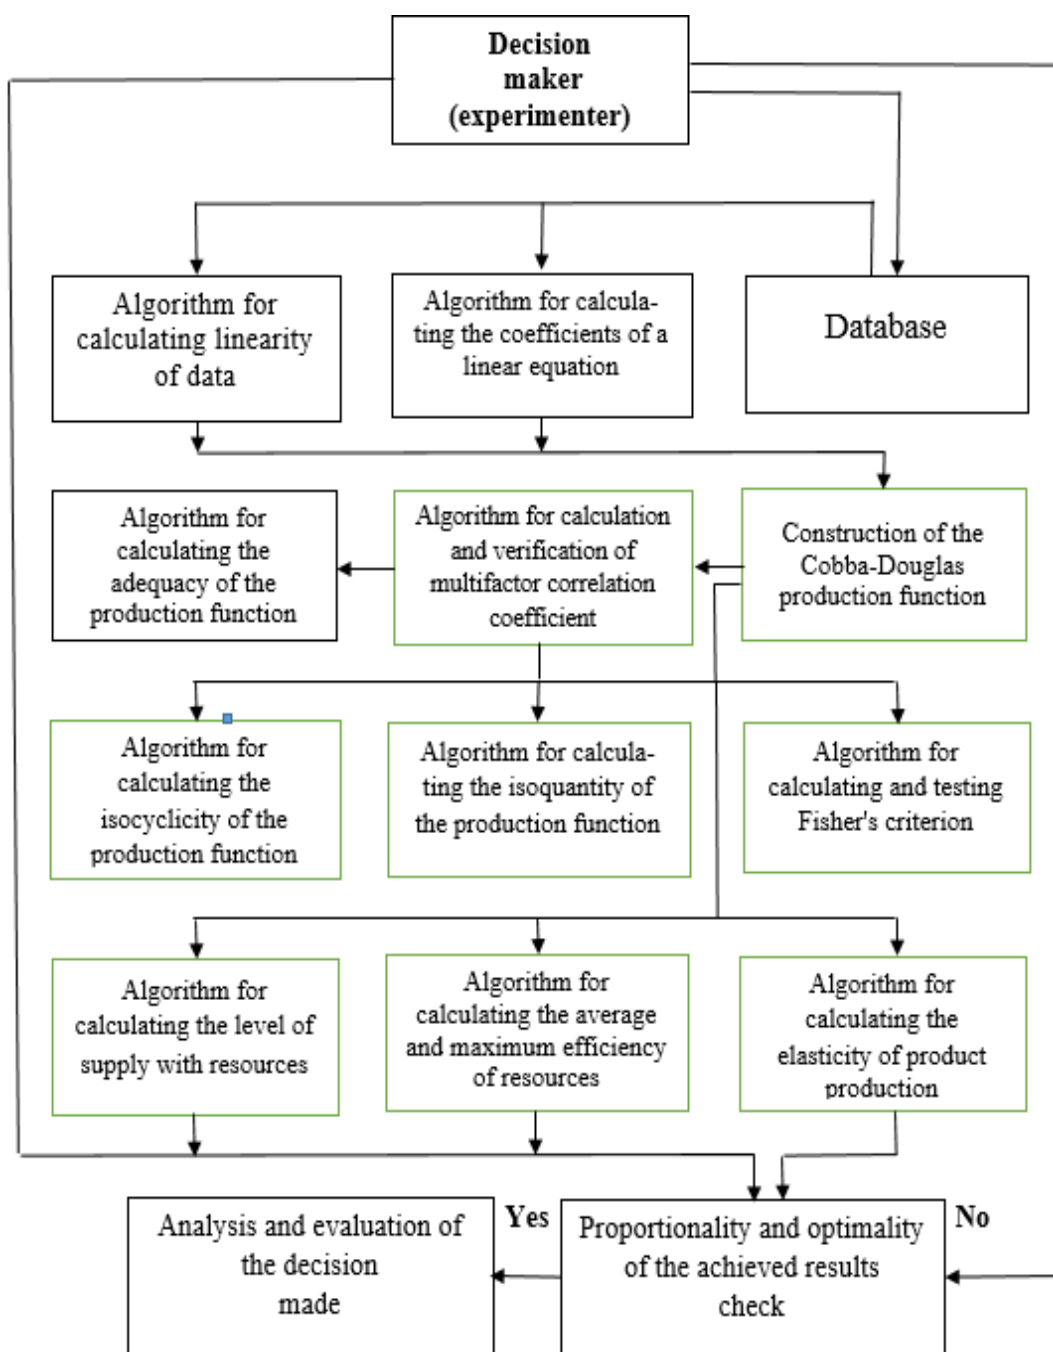 Decision
maker
(experimenter)
Algorithm for
calculating linearity
of data
Algorithm for calcula-
ting the coefficients of a
linear equation
Database
Algorithm for
calculating the
adequacy of the
production function
Algorithm for calculation
and verification of
multifactor correlation
coefficient
Construction of the
Cobba-Douglas
production function
Algorithm for
calculating the
isocyclicity of the
production function
Algorithm for calcula-
ting the isoquantity of
the production function
Algorithm for
calculating and testing
Fisher's criterion
Algorithm for
calculating the level of
supply with resources
Algorithm for
calculating the average
and maximum efficiency
of resources
Algorithm for
calculating the
elasticity of product
production
Analysis and evaluation of
the decision
made
Yes
Proportionality and optimality
of the achieved results
check
No